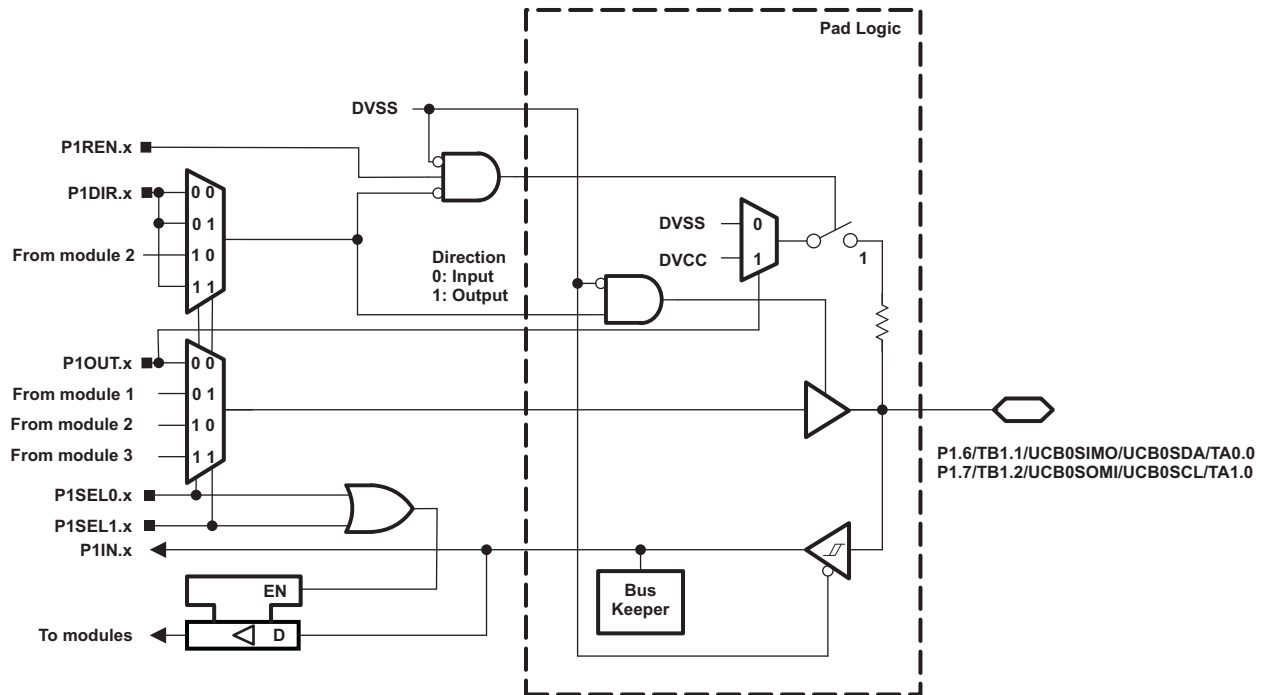 Pad Logic
DVSS
P1REN.x
P1DIR.x
0 0
0 1
From module 2
1 0
1 1
Direction
0: Input
1: Output
DVSS
0
DVCC
1
1
P1OUT.x
0 0
From module 1
0 1
From module 2
1 0
From module 3
1 1
P1.6/TB1.1/UCB0SIMO/UCB0SDA/TA0.0
P1.7/TB1.2/UCB0SOMI/UCB0SCL/TA1.0
P1SEL0.x
P1SEL1.x
P1IN.x
Bus
Keeper
EN
To modules
D